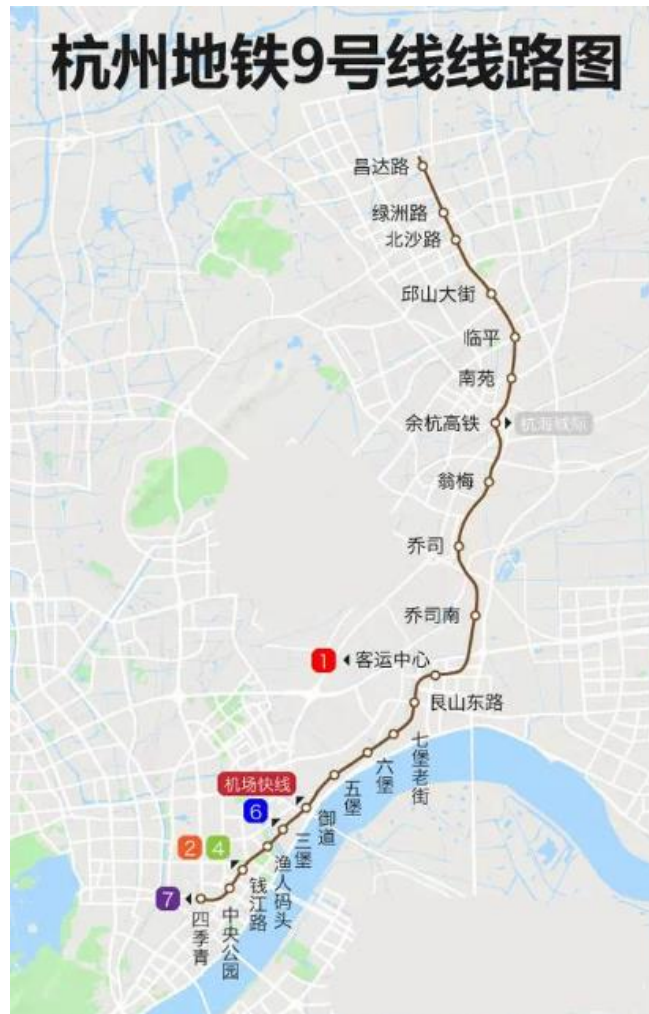 杭州地铁9号线线路图
昌达路
绿洲路
北沙路
邱山大街
临平
南苑
余杭高铁
杭海城际
翁梅
乔司
乔司南
1
客运中心
艮山东路
七堡老街
六堡
五堡
机场快线
御道
6
三堡
渔人码头
2 4
钱江路
中央公园
7
四季青